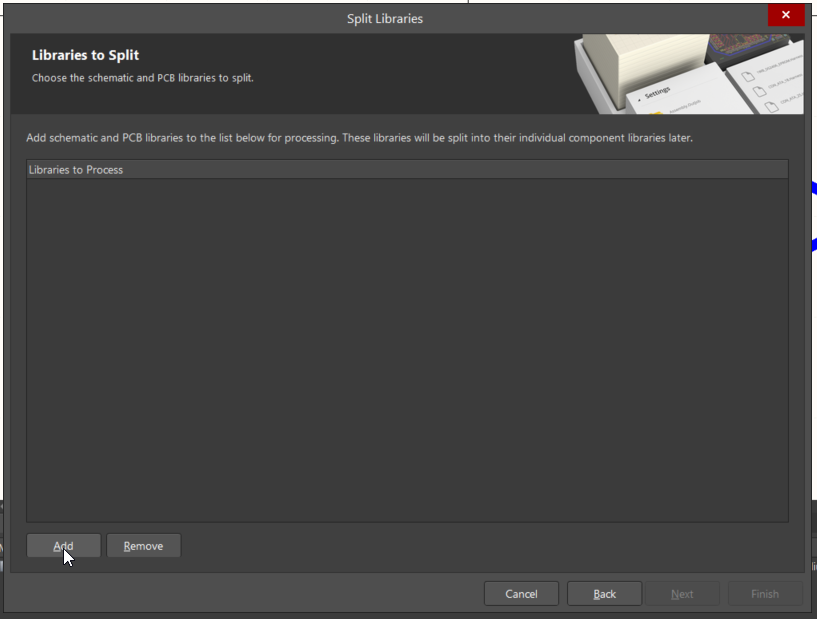 Split Libraries
Libraries to Split
Choose the schematic and PCB libraries to split.
Settings
Add schematic and PCB libraries to the list below for processing. These libraries will be split into their individual component libraries later.
Libraries to Process
Add
Remove
Cancel
Back
Next
Finish